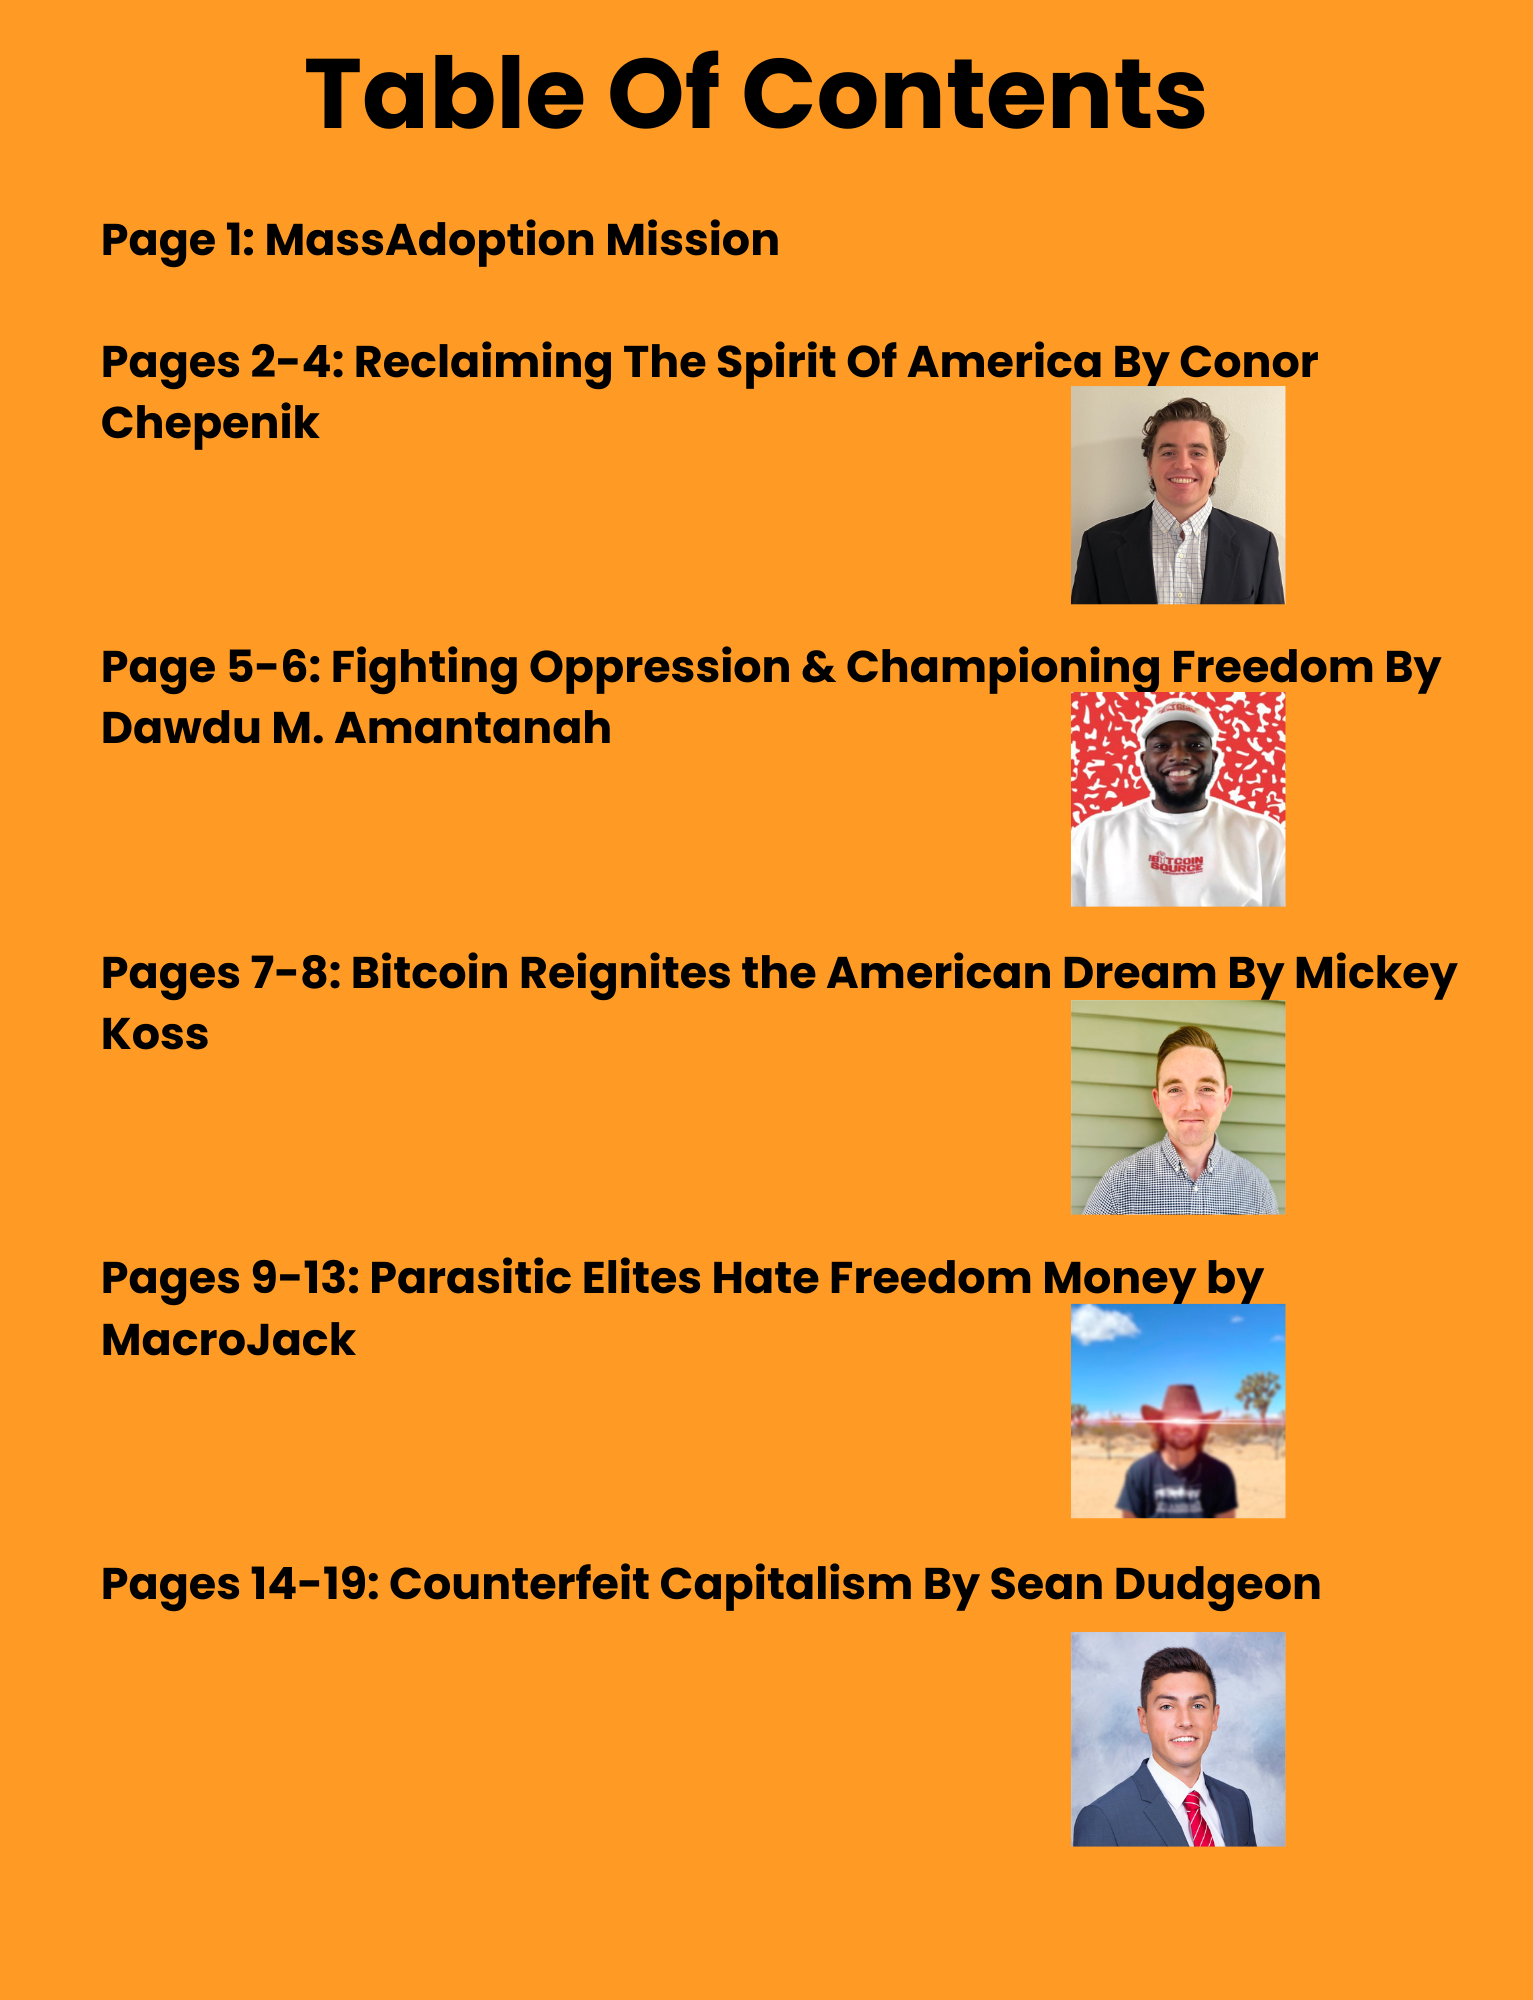 Table Of Contents
Page 1: MassAdoption Mission
Pages 2-4: Reclaiming The Spirit Of America By Conor
Chepenik
Page 5-6: Fighting Oppression & Championing Freedom By
Dawdu M. Amantanah
BITCOIN
SOURCE
Pages 7-8: Bitcoin Reignites the American Dream By Mickey
Koss
Pages 9-13: Parasitic Elites Hate Freedom Money by
MacroJack
Pages 14-19: Counterfeit Capitalism By Sean Dudgeon